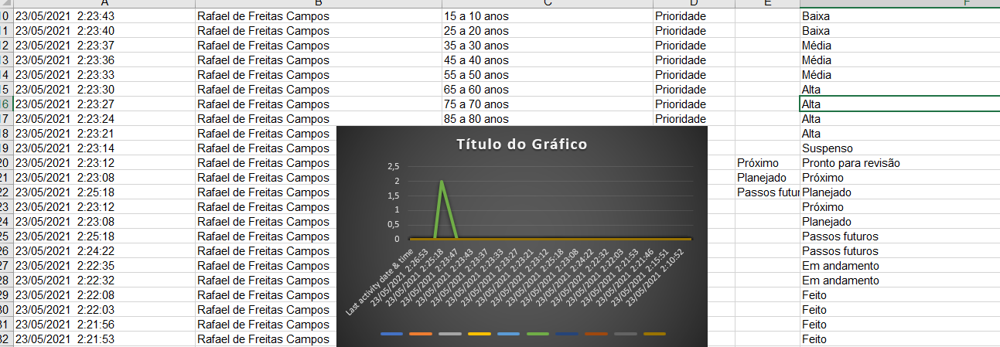 A B C D E F
10 23/05/2021 2:23:43 Rafael de Freitas Campos 15 a 10 anos Prioridade Baixa
11 23/05/2021 2:23:40 Rafael de Freitas Campos 25 a 20 anos Prioridade Baixa
12 23/05/2021 2:23:37 Rafael de Freitas Campos 35 a 30 anos Prioridade Média
13 23/05/2021 2:23:36 Rafael de Freitas Campos 45 a 40 anos Prioridade Média
14 23/05/2021 2:23:33 Rafael de Freitas Campos 55 a 50 anos Prioridade Média
15 23/05/2021 2:23:30 Rafael de Freitas Campos 65 a 60 anos Prioridade Alta
16 23/05/2021 2:23:27 Rafael de Freitas Campos 75 a 70 anos Prioridade Alta
17 23/05/2021 2:23:24 Rafael de Freitas Campos 85 a 80 anos Prioridade Alta
18 23/05/2021 2:23:21 Rafael de Freitas Campos Alta
19 23/05/2021 2:23:14 Rafael de Freitas Campos Suspenso
20 23/05/2021 2:23:12 Rafael de Freitas Campos Próximo Pronto para revisão
21 23/05/2021 2:23:08 Rafael de Freitas Campos Planejado Próximo
22 23/05/2021 2:25:18 Rafael de Freitas Campos Passos futur Planejado
23 23/05/2021 2:23:12 Rafael de Freitas Campos Próximo
24 23/05/2021 2:23:08 Rafael de Freitas Campos Planejado
25 23/05/2021 2:25:18 Rafael de Freitas Campos Passos futuros
26 23/05/2021 2:24:22 Rafael de Freitas Campos Passos futuros
27 23/05/2021 2:22:35 Rafael de Freitas Campos Em andamento
28 23/05/2021 2:22:32 Rafael de Freitas Campos Em andamento
29 23/05/2021 2:22:08 Rafael de Freitas Campos Feito
30 23/05/2021 2:22:03 Rafael de Freitas Campos Feito
31 23/05/2021 2:21:56 Rafael de Freitas Campos Feito
32 23/05/2021 2:21:53 Rafael de Freitas Campos Feito
Título do Gráfico
2,5
2
1,5
1
0,5
0
Last activity date & time
23/05/2021 2:26:53
23/05/2021 2:25:18
23/05/2021 2:23:47
23/05/2021 2:23:43
23/05/2021 2:23:37
23/05/2021 2:23:33
23/05/2021 2:23:27
23/05/2021 2:23:21
23/05/2021 2:23:12
23/05/2021 2:25:18
23/05/2021 2:23:08
23/05/2021 2:24:22
23/05/2021 2:22:32
23/05/2021 2:22:03
23/05/2021 2:21:53
23/05/2021 2:21:46
23/05/2021 2:15:51
23/05/2021 2:10:52